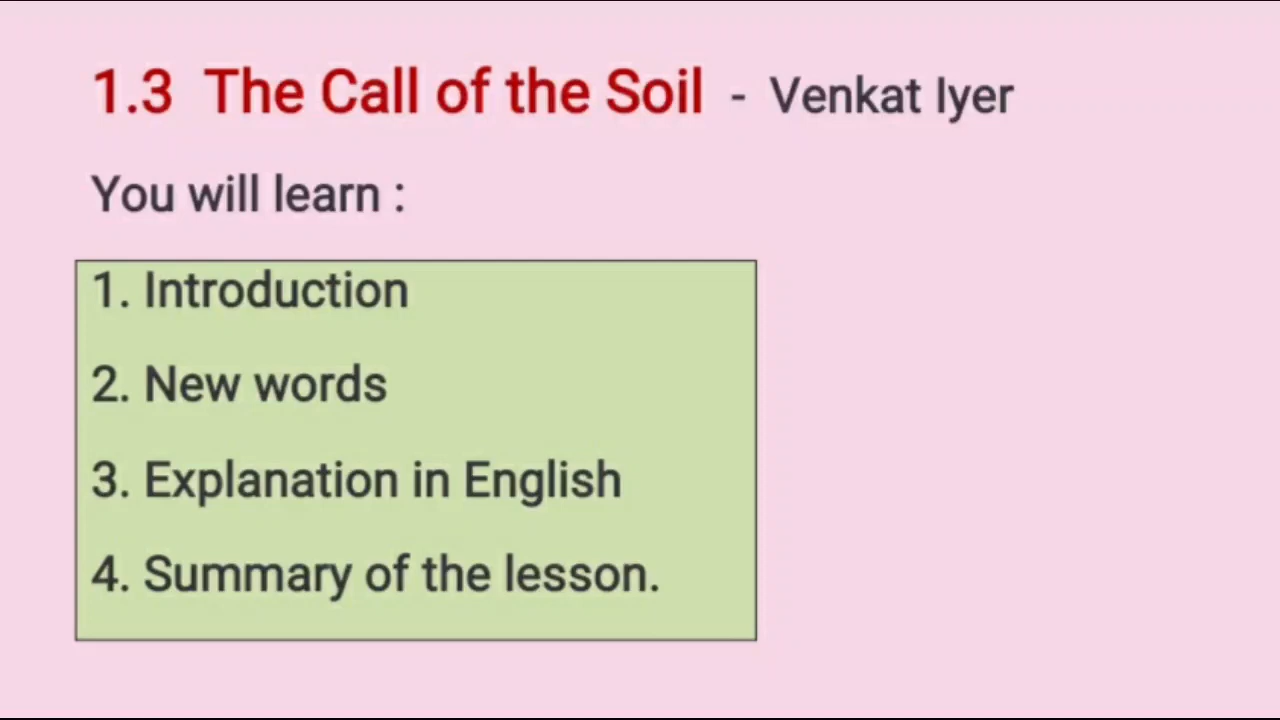 1.3 The Call of the Soil - Venkat Iyer
You will learn :
1. Introduction
2. New words
3. Explanation in English
4. Summary of the lesson.